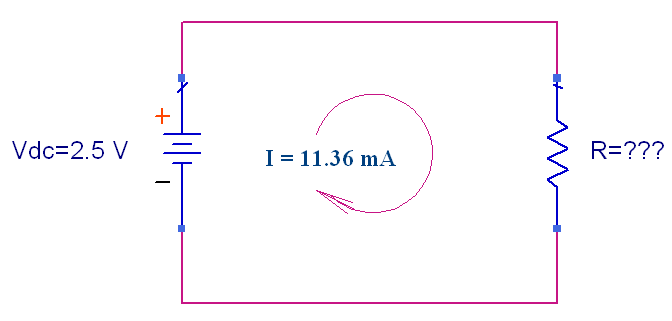 +
Vdc=2.5 V
–
I = 11.36 mA
R=???